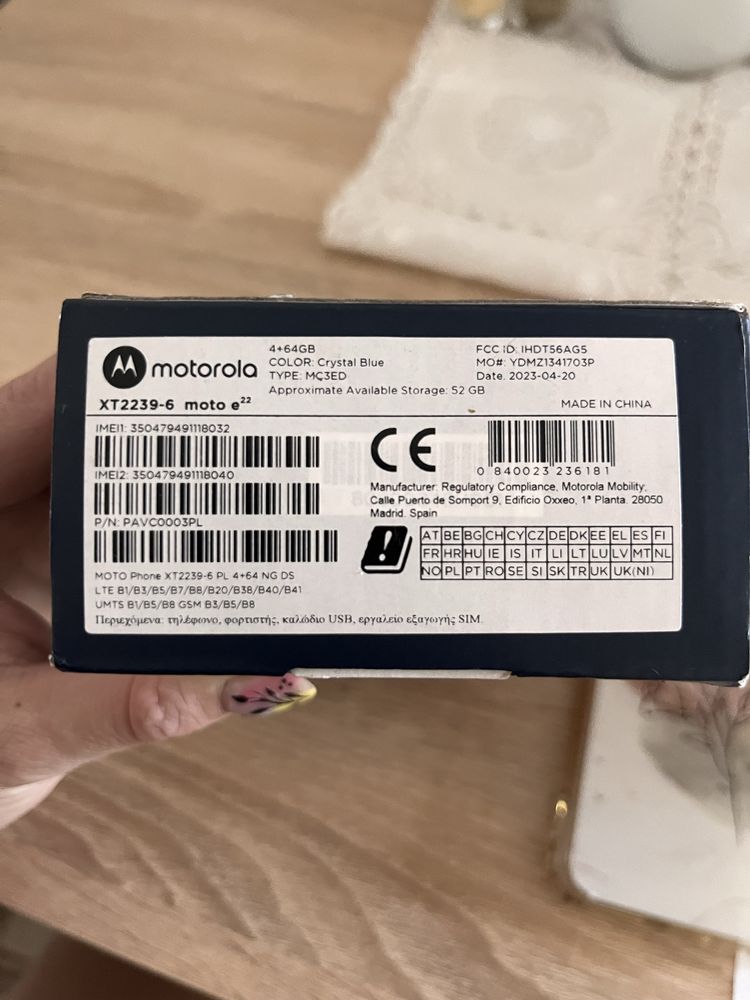 motorola
4+64GB
COLOR: Crystal Blue
TYPE: MC3ED
Approximate Available Storage: 52 GB
FCC ID: IHDT56AG5
MO#: YDMZ1341703P
Date. 2023-04-20
XT2239-6 moto e22
MADE IN CHINA
IMEI1: 350479491118032
IMEI2: 350479491118040
P/N: PAVC0003PL
MOTO Phone XT2239-6 PL 4+64 NG DS
LTE B1/B3/B5/B7/B8/B20/B38/B40/B41
UMTS B1/B5/B8 GSM B3/B5/B8
CE
0 840023 236181
Manufacturer: Regulatory Compliance, Motorola Mobility,
Calle Puerto de Somport 9, Edificio Oxxeo, 1ª Planta. 28050
Madrid. Spain
AT BE BG CH CY CZ DE DK EE EL ES FI
FR HR HU IE IS IT LI LT LU LV MT NL
NO PL PT RO SE SI SK TR UK UK(NI)
Περιεχόμενα: τηλέφωνο, φορτιστής, καλώδιο USB, εργαλείο εξαγωγής SIM.